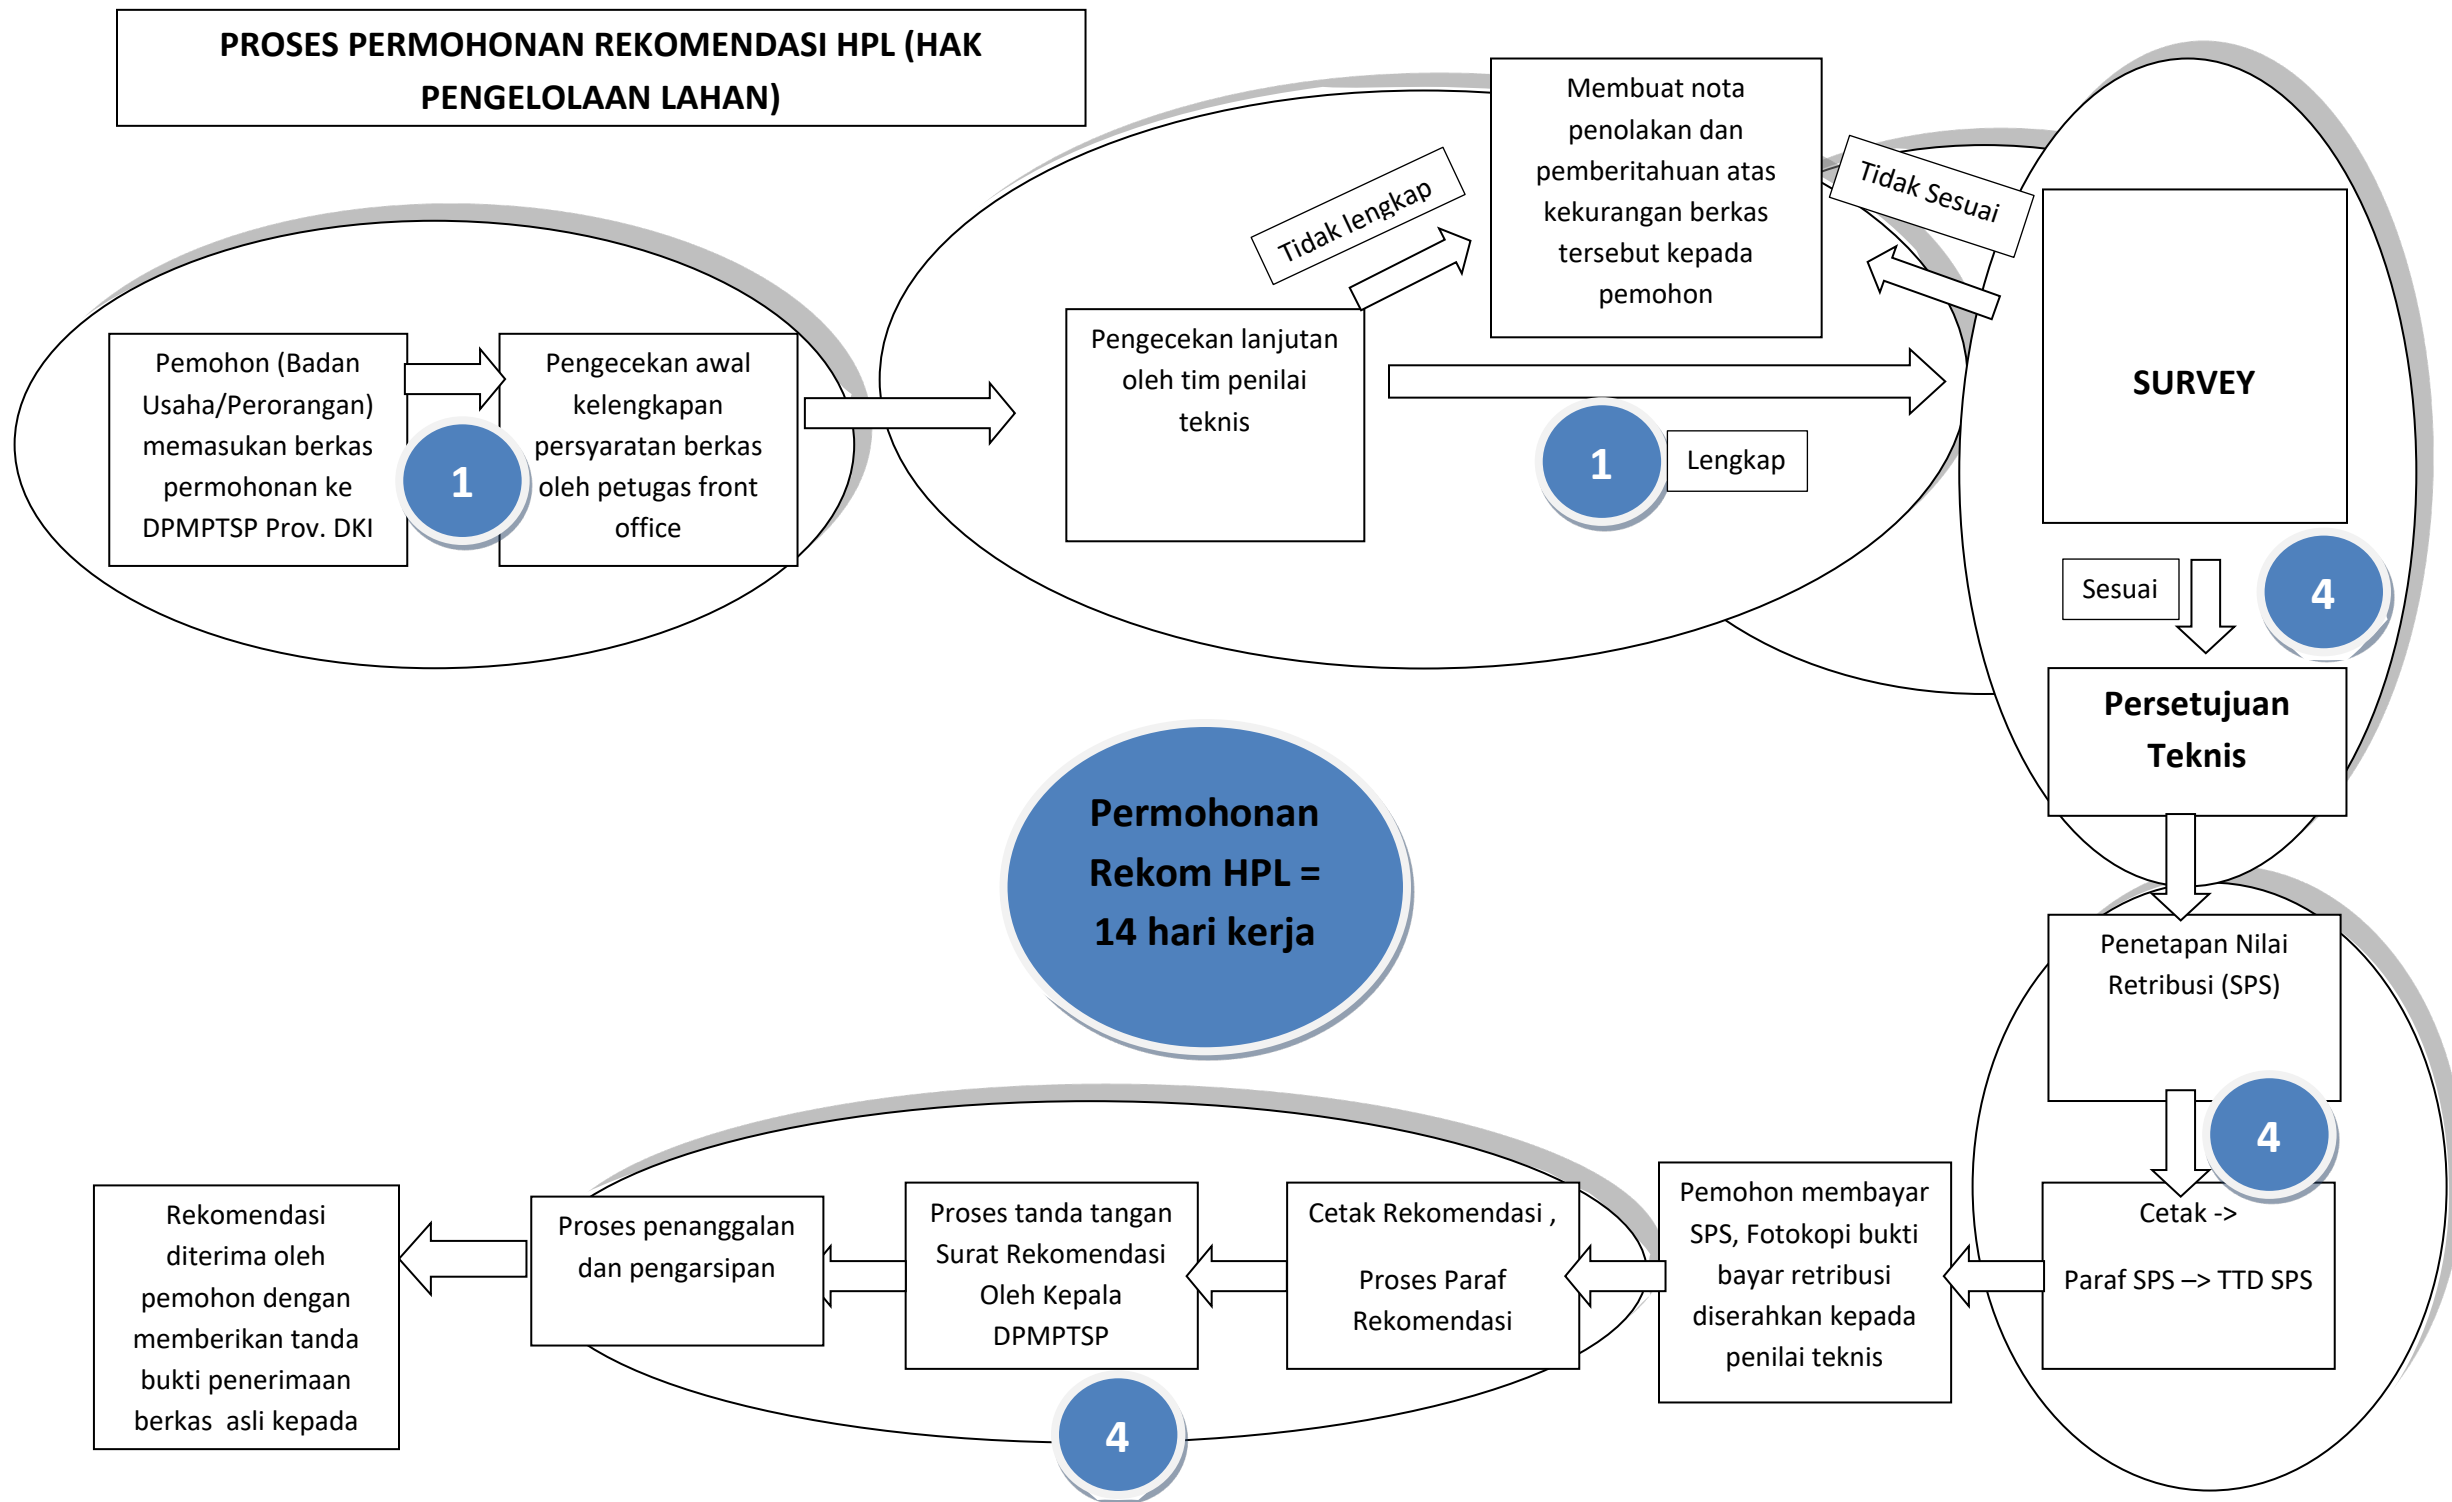 PROSES PERMOHONAN REKOMENDASI HPL (HAK
PENGELOLAAN LAHAN)
Pemohon (Badan
Usaha/Perorangan)
memasukan berkas
permohonan ke
DPMPTSP Prov. DKI
1
Pengecekan awal
kelengkapan
persyaratan berkas
oleh petugas front
office
Pengecekan lanjutan
oleh tim penilai
teknis
Tidak lengkap
Membuat nota
penolakan dan
pemberitahuan atas
kekurangan berkas
tersebut kepada
pemohon
Tidak Sesuai
1
Lengkap
SURVEY
Sesuai
4
Persetujuan
Teknis
Permohonan
Rekom HPL =
14 hari kerja
Penetapan Nilai
Retribusi (SPS)
4
Cetak ->
Paraf SPS –> TTD SPS
Pemohon membayar
SPS, Fotokopi bukti
bayar retribusi
diserahkan kepada
penilai teknis
Cetak Rekomendasi ,
Proses Paraf
Rekomendasi
Proses tanda tangan
Surat Rekomendasi
Oleh Kepala
DPMPTSP
4
Proses penanggalan
dan pengarsipan
Rekomendasi
diterima oleh
pemohon dengan
memberikan tanda
bukti penerimaan
berkas  asli kepada